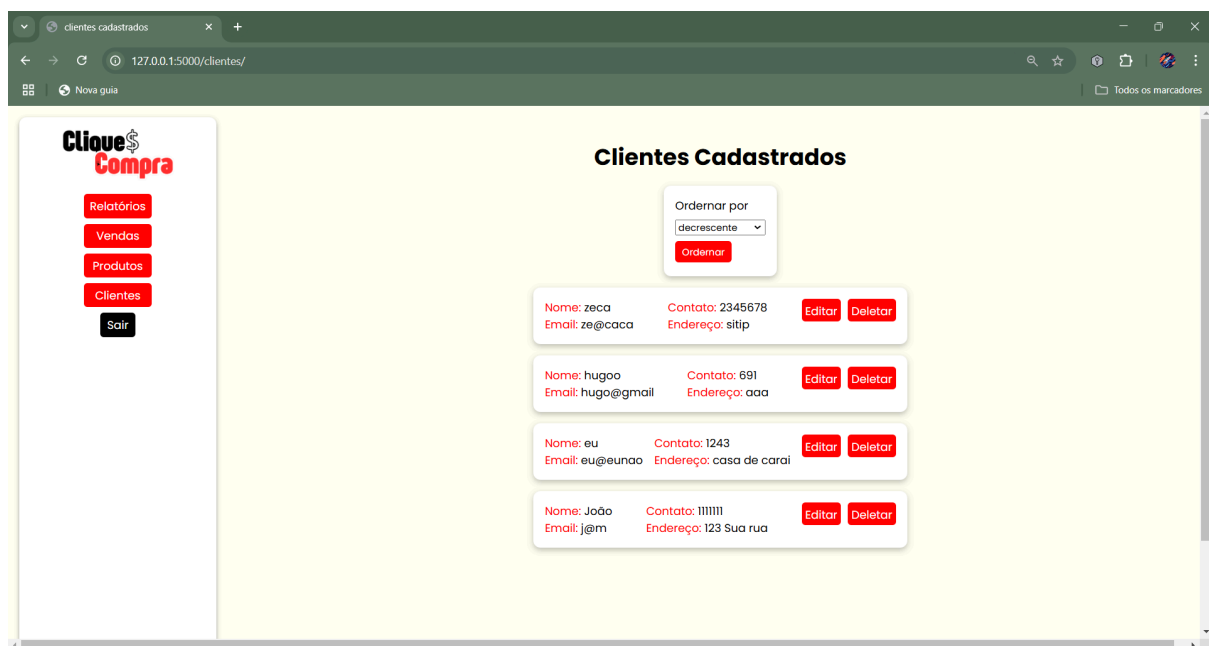 clientes cadastrados
127.0.0.1:5000/clientes/
Nova guia
Todos os marcadores
Clique$
Compra
Relatórios
Vendas
Produtos
Clientes
Sair
Clientes Cadastrados
Ordernar por
decrescente
Ordernar
Nome: zeca Contato: 2345678 Editar Deletar
Email: ze@caca Endereço: sitip
Nome: hugoo Contato: 691 Editar Deletar
Email: hugo@gmail Endereço: aaa
Nome: eu Contato: 1243 Editar Deletar
Email: eu@eunao Endereço: casa de carai
Nome: João Contato: 1111111 Editar Deletar
Email: j@m Endereço: 123 Sua rua